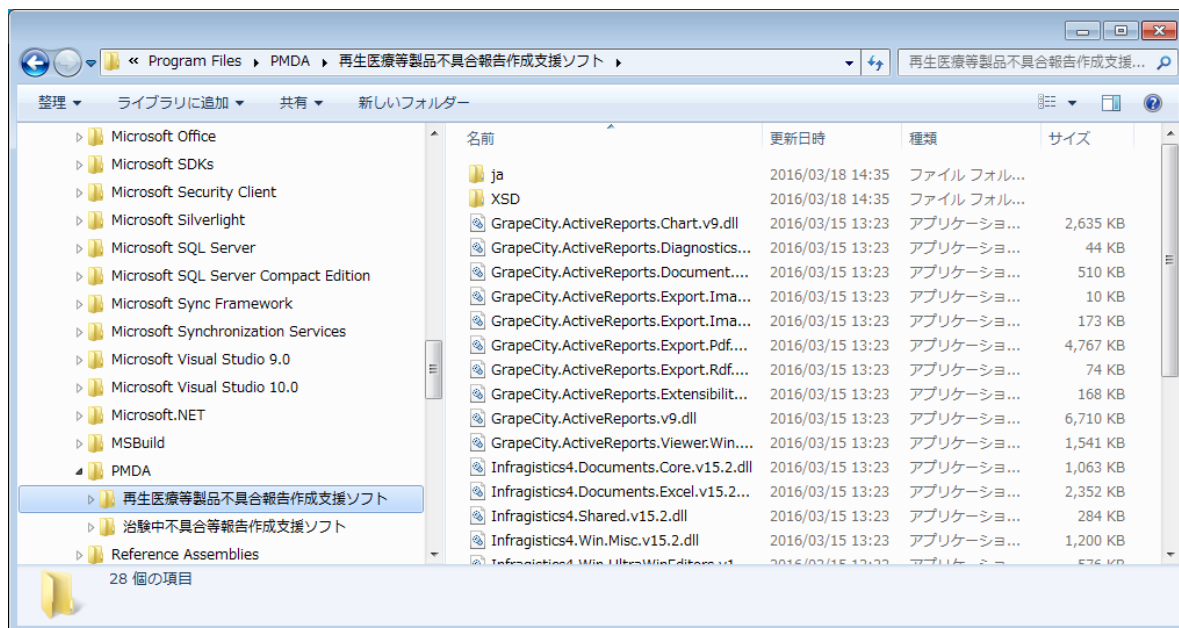 « Program Files PMDA 再生医療等製品不具合報告作成支援ソフト
再生医療等製品不具合報告作成支援...
整理 ライブラリに追加 共有 新しいフォルダー
Microsoft Office
Microsoft SDKs
Microsoft Security Client
Microsoft Silverlight
Microsoft SQL Server
Microsoft SQL Server Compact Edition
Microsoft Sync Framework
Microsoft Synchronization Services
Microsoft Visual Studio 9.0
Microsoft Visual Studio 10.0
Microsoft.NET
MSBuild
PMDA
再生医療等製品不具合報告作成支援ソフト
治験中不具合等報告作成支援ソフト
Reference Assemblies
名前 更新日時 種類 サイズ
ja 2016/03/18 14:35 ファイル フォル...
XSD 2016/03/18 14:35 ファイル フォル...
GrapeCity.ActiveReports.Chart.v9.dll 2016/03/15 13:23 アプリケーショ... 2,635 KB
GrapeCity.ActiveReports.Diagnostics... 2016/03/15 13:23 アプリケーショ... 44 KB
GrapeCity.ActiveReports.Document.... 2016/03/15 13:23 アプリケーショ... 510 KB
GrapeCity.ActiveReports.Export.Ima... 2016/03/15 13:23 アプリケーショ... 10 KB
GrapeCity.ActiveReports.Export.Ima... 2016/03/15 13:23 アプリケーショ... 173 KB
GrapeCity.ActiveReports.Export.Pdf.... 2016/03/15 13:23 アプリケーショ... 4,767 KB
GrapeCity.ActiveReports.Export.Rdf.... 2016/03/15 13:23 アプリケーショ... 74 KB
GrapeCity.ActiveReports.Extensibilit... 2016/03/15 13:23 アプリケーショ... 168 KB
GrapeCity.ActiveReports.v9.dll 2016/03/15 13:23 アプリケーショ... 6,710 KB
GrapeCity.ActiveReports.Viewer.Win.... 2016/03/15 13:23 アプリケーショ... 1,541 KB
Infragistics4.Documents.Core.v15.2.dll 2016/03/15 13:23 アプリケーショ... 1,063 KB
Infragistics4.Documents.Excel.v15.2... 2016/03/15 13:23 アプリケーショ... 2,352 KB
Infragistics4.Shared.v15.2.dll 2016/03/15 13:23 アプリケーショ... 284 KB
Infragistics4.Win.Misc.v15.2.dll 2016/03/15 13:23 アプリケーショ... 1,200 KB
28 個の項目